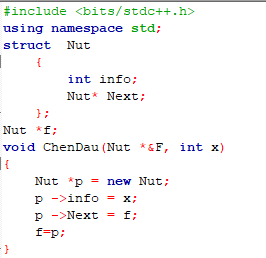 #include <bits/stdc++.h>
using namespace std;
struct  Nut
{
int info;
Nut* Next;
};
Nut *f;
void ChenDau(Nut *&F, int x)
{
Nut *p = new Nut;
p ->info = x;
p ->Next = f;
f=p;
}